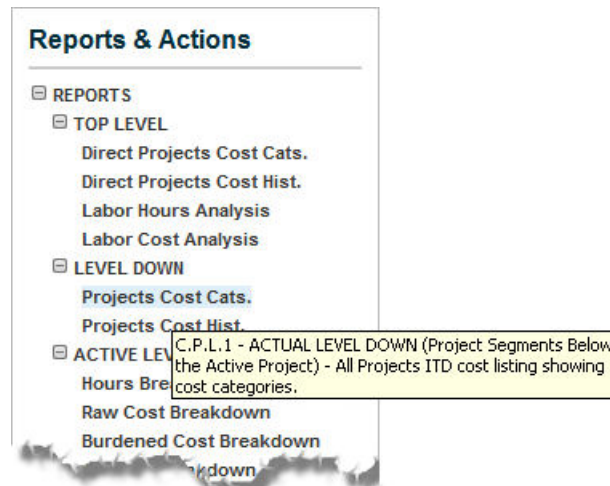 Reports & Actions
REPORTS
TOP LEVEL
Direct Projects Cost Cats.
Direct Projects Cost Hist.
Labor Hours Analysis
Labor Cost Analysis
LEVEL DOWN
Projects Cost Cats.
Projects Cost Hist.
C.P.L.1 - ACTUAL LEVEL DOWN (Project Segments Below
the Active Project) - All Projects ITD cost listing showing
cost categories.
ACTIVE
Hours
Raw Cost Breakdown
Burdened Cost Breakdown